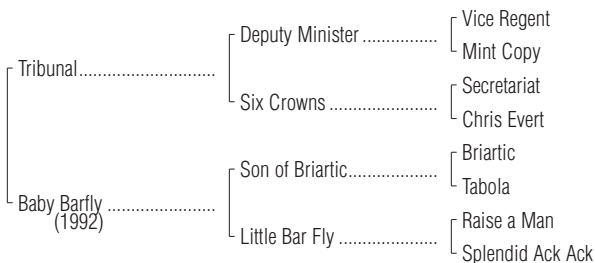 Vice Regent
Deputy Minister ................
Mint Copy
Tribunal.............................
Secretariat
Six Crowns .......................
Chris Evert
Briartic
Son of Briartic...................
Tabola
Baby Barfly .......................
(1992)
Raise a Man
Little Bar Fly .....................
Splendid Ack Ack